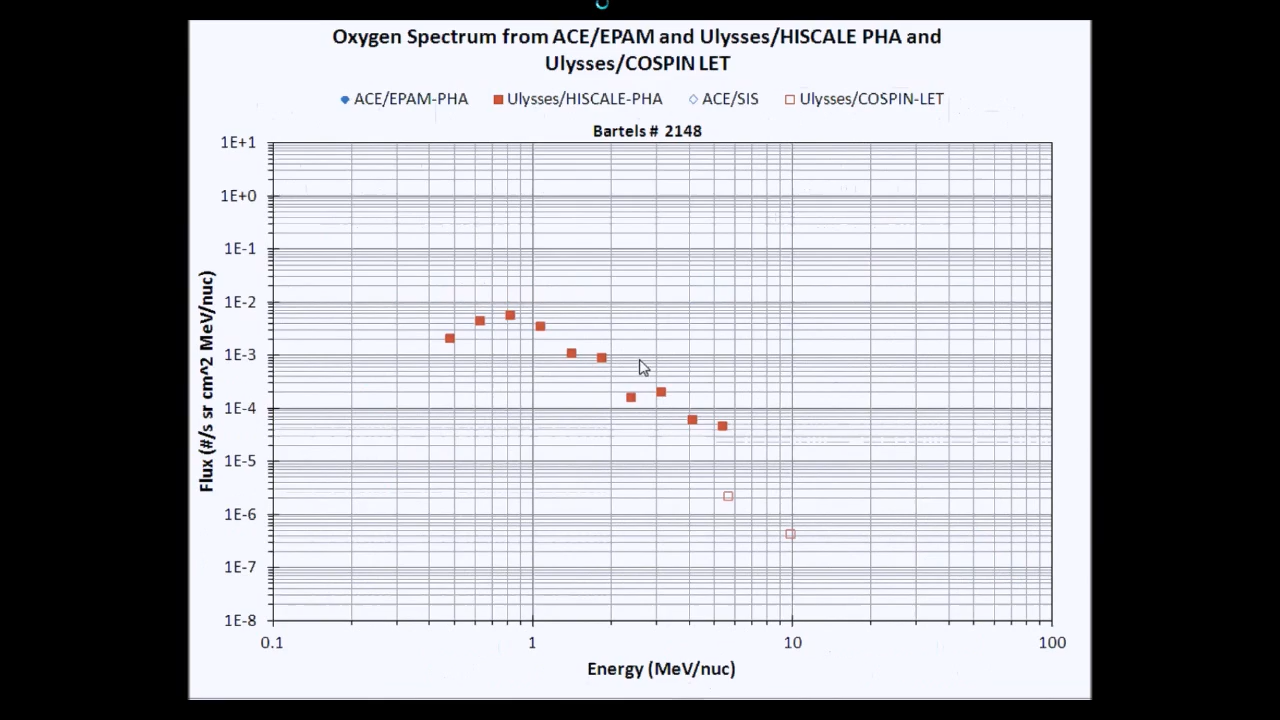 Oxygen Spectrum from ACE/EPAM and Ulysses/HISCALE PHA and
Ulysses/COSPIN LET
ACE/EPAM-PHA Ulysses/HISCALE-PHA ACE/SIS Ulysses/COSPIN-LET
Bartels # 2148
1E+1
1E+0
1E-1
1E-2
1E-3
1E-4
1E-5
1E-6
1E-7
1E-8
Flux (#/s sr cm^2 MeV/nuc)
0.1 1 10 100
Energy (MeV/nuc)